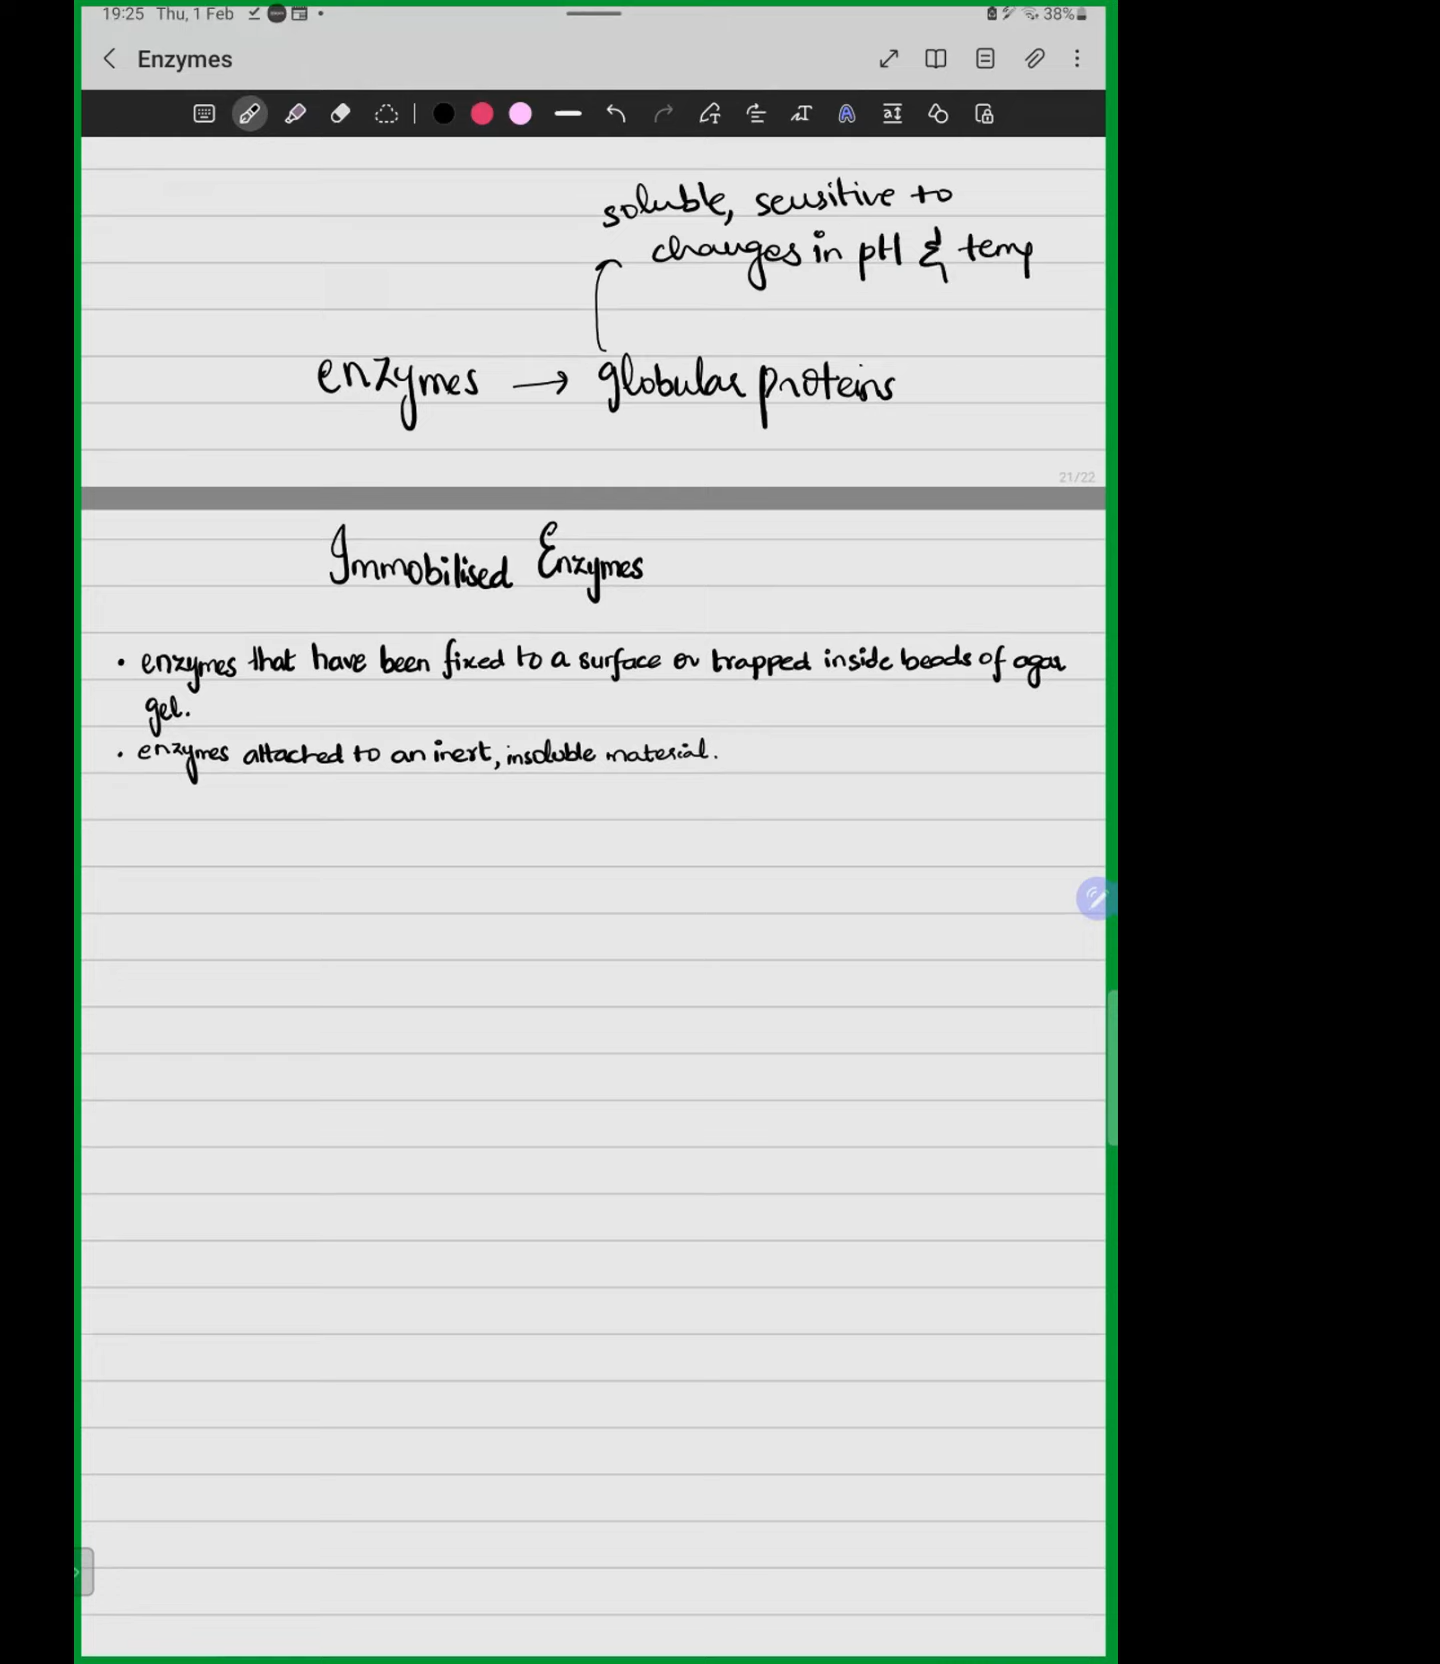 19:25 Thu, 1 Feb
38%
Enzymes
soluble, sensitive to
changes in pH & temp
enzymes → globular proteins
21/22
Immobilised Enzymes
• enzymes that have been fixed to a surface or trapped inside beads of agar
gel.
• enzymes attached to an inert, insoluble material.